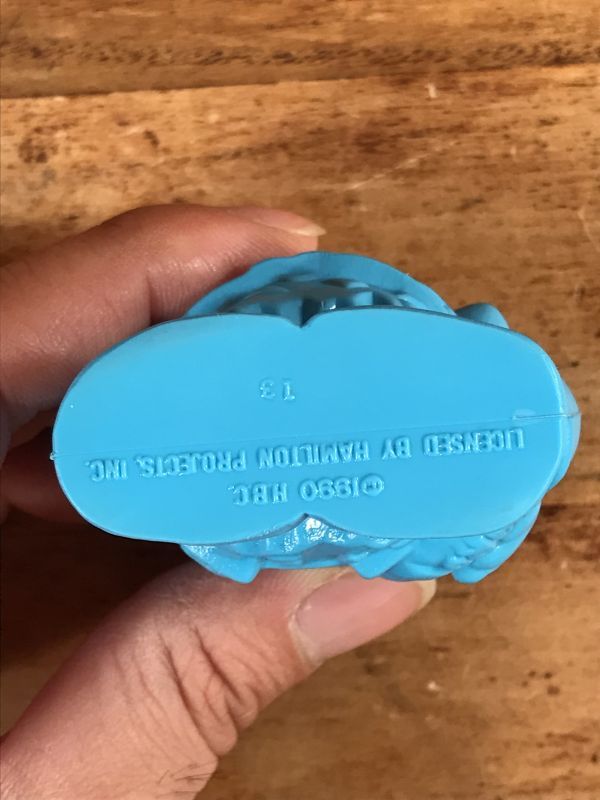 ©1990 H.B.C.
LICENSED BY HAMILTON PROJECTS, INC.
13